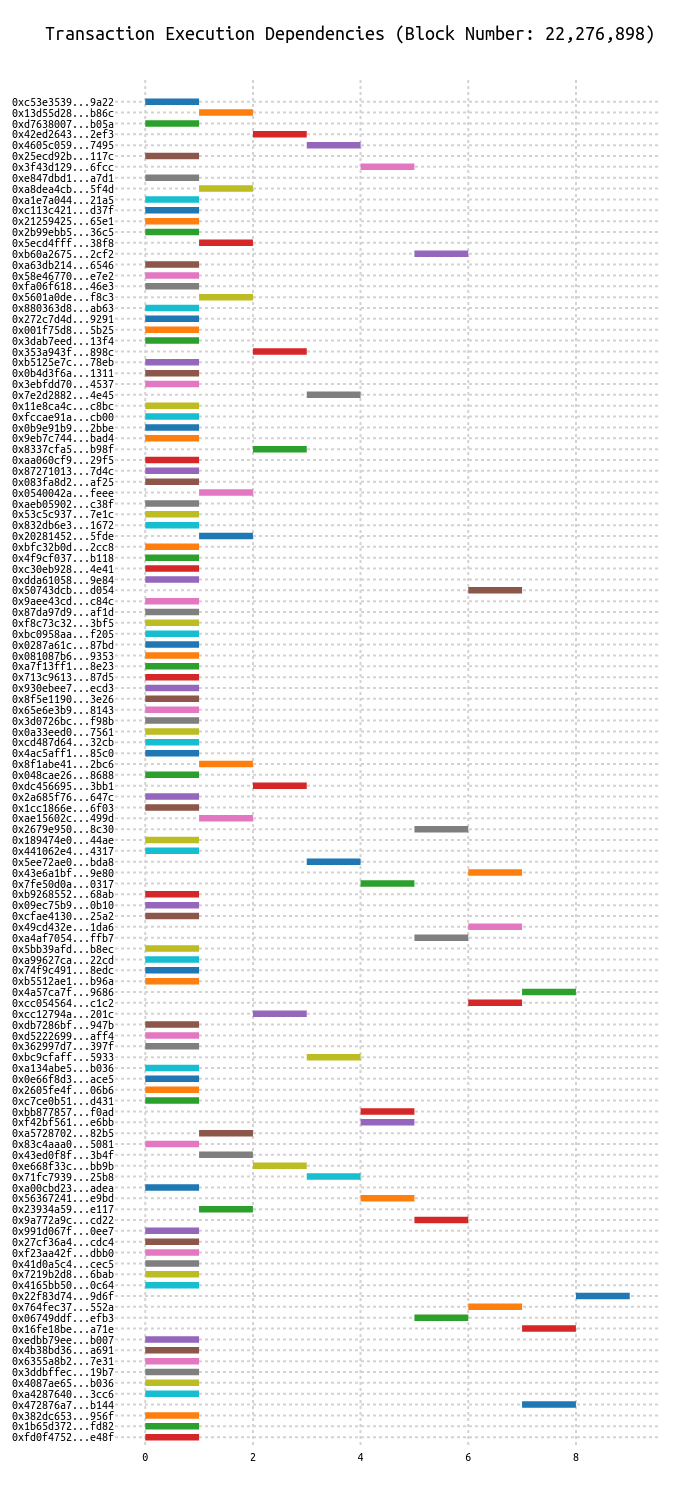 Transaction Execution Dependencies (Block Number: 22,276,898)
0xc53e3539...9a22
0x13d55d28...b86c
0xd7638007...b05a
0x42ed2643...2ef3
0x4605c059...7495
0x25ecd92b...117c
0x3f43d129...6fcc
0xe847dbd1...a7d1
0xa8dea4cb...5f4d
0xa1e7a044...21a5
0xc113c421...d37f
0x21259425...65e1
0x2b99ebb5...36c5
0x5ecd4fff...38f8
0xb60a2675...2cf2
0xa63db214...6546
0x58e46770...e7e2
0xfa06f618...46e3
0x5601a0de...f8c3
0x880363d8...ab63
0x272c7d4d...9291
0x001f75d8...5b25
0x3dab7eed...13f4
0x353a943f...898c
0xb5125e7c...78eb
0x0b4d3f6a...1311
0x3ebfdd70...4537
0x7e2d2882...4e45
0x11e8ca4c...c8bc
0xfccae91a...cb00
0x0b9e91b9...2bbe
0x9eb7c744...bad4
0x8337cfa5...b98f
0xaa060cf9...29f5
0x87271013...7d4c
0x083fa8d2...af25
0x0540042a...feee
0xaeb05902...c38f
0x53c5c937...7e1c
0x832db6e3...1672
0x20281452...5fde
0xbfc32b0d...2cc8
0x4f9cf037...b118
0xc30eb928...4e41
0xdda61058...9e84
0x50743dcb...d054
0x9aee43cd...c84c
0x87da97d9...af1d
0xf8c73c32...3bf5
0xbc0958aa...f205
0x0287a61c...87bd
0x081087b6...9353
0xa7f13ff1...8e23
0x713c9613...87d5
0x930ebee7...ecd3
0x8f5e1190...3e26
0x65e6e3b9...8143
0x3d0726bc...f98b
0x0a33eed0...7561
0xcd487d64...32cb
0x4ac5aff1...85c0
0x8f1abe41...2bc6
0x048cae26...8688
0xdc456695...3bb1
0x2a685f76...647c
0x1cc1866e...6f03
0xae15602c...499d
0x2679e950...8c30
0x189474e0...44ae
0x441062e4...4317
0x5ee72ae0...bda8
0x43e6a1bf...9e80
0x7fe50d0a...0317
0xb9268552...68ab
0x09ec75b9...0b10
0xcfae4130...25a2
0x49cd432e...1da6
0xa4af7054...ffb7
0x5bb39afd...b8ec
0xa99627ca...22cd
0x74f9c491...8edc
0xb5512ae1...b96a
0x4a57ca7f...9686
0xcc054564...c1c2
0xcc12794a...201c
0xdb7286bf...947b
0xd5222699...aff4
0x362997d7...397f
0xbc9cfaff...5933
0xa134abe5...b036
0x0e66f8d3...ace5
0x2605fe4f...06b6
0xc7ce0b51...d431
0xbb877857...f0ad
0xf42bf561...e6bb
0xa5728702...82b5
0x83c4aaa0...5081
0x43ed0f8f...3b4f
0xe668f33c...bb9b
0x71fc7939...25b8
0xa00cbd23...adea
0x56367241...e9bd
0x23934a59...e117
0x9a772a9c...cd22
0x991d067f...0ee7
0x27cf36a4...cdc4
0xf23aa42f...dbb0
0x41d0a5c4...cec5
0x7219b2d8...6bab
0x4165bb50...0c64
0x22f83d74...9d6f
0x764fec37...552a
0x06749ddf...efb3
0x16fe18be...a71e
0xedbb79ee...b007
0x4b38bd36...a691
0x6355a8b2...7e31
0x3ddbffec...19b7
0x4087ae65...b036
0xa4287640...3cc6
0x472876a7...b144
0x382dc653...956f
0x1b65d372...fd82
0xfd0f4752...e48f
0 2 4 6 8